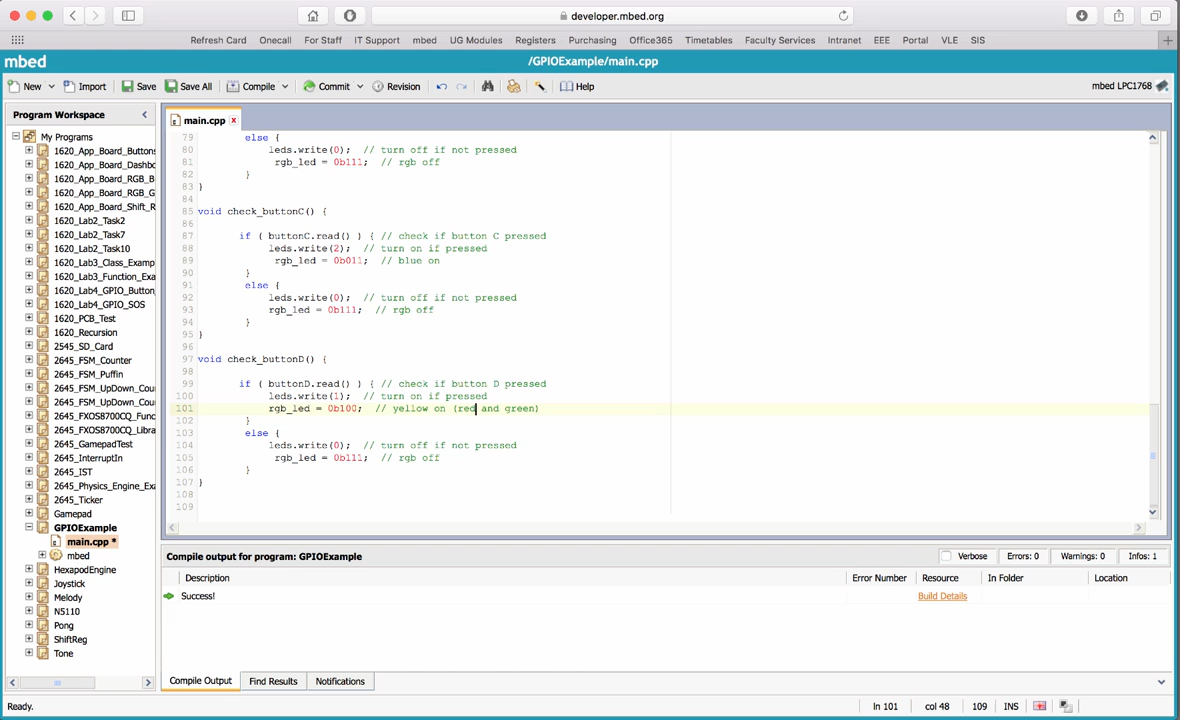 developer.mbed.org
Refresh Card Onecall For Staff IT Support mbed UG Modules Registers Purchasing Office365 Timetables Faculty Services Intranet EEE Portal VLE SIS
mbed /GPIOExample/main.cpp
New Import Save Save All Compile Commit Revision Help mbed LPC1768
Program Workspace
main.cpp
My Programs
1620_App_Board_Buttons
1620_App_Board_Dashbo
1620_App_Board_RGB_B
1620_App_Board_RGB_G
1620_App_Board_Shift_R
1620_Lab2_Task2
1620_Lab2_Task7
1620_Lab2_Task10
1620_Lab3_Class_Examp
1620_Lab3_Function_Exa
1620_Lab4_GPIO_Button
1620_Lab4_GPIO_SOS
1620_PCB_Test
1620_Recursion
2545_SD_Card
2645_FSM_Counter
2645_FSM_Puffin
2645_FSM_UpDown_Cou
2645_FSM_UpDown_Cou
2645_FXOS8700CQ_Func
2645_FXOS8700CQ_Libra
2645_GamepadTest
2645_InterruptIn
2645_IST
2645_Physics_Engine_Exa
2645_Ticker
Gamepad
GPIOExample
main.cpp *
mbed
HexapodEngine
Joystick
Melody
N5110
Pong
ShiftReg
Tone
79 else {
80 leds.write(0); // turn off if not pressed
81 rgb_led = 0b111; // rgb off
82 }
83 }
84
85 void check_buttonC() {
86
87 if ( buttonC.read() ) { // check if button C pressed
88 leds.write(2); // turn on if pressed
89 rgb_led = 0b011; // blue on
90 }
91 else {
92 leds.write(0); // turn off if not pressed
93 rgb_led = 0b111; // rgb off
94 }
95 }
96
97 void check_buttonD() {
98
99 if ( buttonD.read() ) { // check if button D pressed
100 leds.write(1); // turn on if pressed
101 rgb_led = 0b100; // yellow on (red and green)
102 }
103 else {
104 leds.write(0); // turn off if not pressed
105 rgb_led = 0b111; // rgb off
106 }
107 }
108
109
Compile output for program: GPIOExample Verbose Errors: 0 Warnings: 0 Infos: 1
Description Error Number Resource In Folder Location
Success! Build Details
Compile Output Find Results Notifications
Ready. ln 101 col 48 109 INS